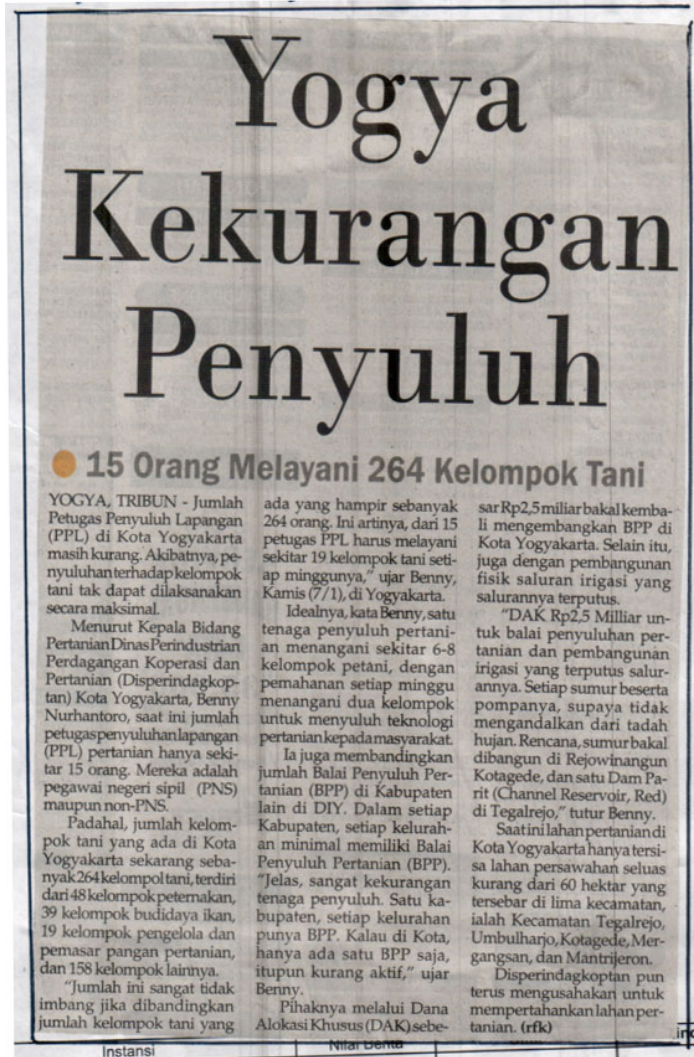 Yogya
Kekurangan
Penyuluh
15 Orang Melayani 264 Kelompok Tani
YOGYA, TRIBUN - Jumlah
Petugas Penyuluh Lapangan
(PPL) di Kota Yogyakarta
masih kurang. Akibatnya, pe-
nyuluhan terhadap kelompok
tani tak dapat dilaksanakan
secara maksimal.
Menurut Kepala Bidang
Pertanian Dinas Perindustrian
Perdagangan Koperasi dan
Pertanian (Disperindagkop-
tan) Kota Yogyakarta, Benny
Nurhantoro, saat ini jumlah
petugas penyuluhan lapangan
(PPL) pertanian hanya seki-
tar 15 orang. Mereka adalah
pegawai negeri sipil (PNS)
maupun non-PNS.
Padahal, jumlah kelom-
pok tani yang ada di Kota
Yogyakarta sekarang seba-
nyak 264 kelompol tani, terdiri
dari 48 kelompok peternakan,
39 kelompok budidaya ikan,
19 kelompok pengelola dan
pemasar pangan pertanian,
dan 158 kelompok lainnya.
"Jumlah ini sangat tidak
imbang jika dibandingkan
jumlah kelompok tani yang
ada yang hampir sebanyak
264 orang. Ini artinya, dari 15
petugas PPL harus melayani
sekitar 19 kelompok tani seti-
ap minggunya," ujar Benny,
Kamis (7/1), di Yogyakarta.
Idealnya, kata Benny, satu
tenaga penyuluh pertani-
an menangani sekitar 6-8
kelompok petani, dengan
pemahanan setiap minggu
menangani dua kelompok
untuk menyuluh teknologi
pertanian kepada masyarakat.
Ia juga membandingkan
jumlah Balai Penyuluh Per-
tanian (BPP) di Kabupaten
lain di DIY. Dalam setiap
Kabupaten, setiap kelurah-
an minimal memiliki Balai
Penyuluh Pertanian (BPP).
"Jelas, sangat kekurangan
tenaga penyuluh. Satu ka-
bupaten, setiap kelurahan
punya BPP. Kalau di Kota,
hanya ada satu BPP saja,
itupun kurang aktif," ujar
Benny.
Pihaknya melalui Dana
Alokasi Khusus (DAK) sebe-
sar Rp2,5 miliar bakal kemba-
li mengembangkan BPP di
Kota Yogyakarta. Selain itu,
juga dengan pembangunan
fisik saluran irigasi yang
salurannya terputus.
"DAK Rp2,5 Milliar un-
tuk balai penyuluhan per-
tanian dan pembangunan
irigasi yang terputus salur-
annya. Setiap sumur beserta
pompanya, supaya tidak
mengandalkan dari tadah
hujan. Rencana, sumur bakal
dibangun di Rejowinangun
Kotagede, dan satu Dam Pa-
rit (Channel Reservoir, Red)
di Tegalrejo," tutur Benny.
Saat ini lahan pertanian di
Kota Yogyakarta hanya tersi-
sa lahan persawahan seluas
kurang dari 60 hektar yang
tersebar di lima kecamatan,
ialah Kecamatan Tegalrejo,
Umbulharjo, Kotagede, Mer-
gangsan, dan Mantrijeron.
Disperindagkoptan pun
terus mengusahakan untuk
mempertahankan lahan per-
tanian. (rfk)
Instansi
Nilai Berita